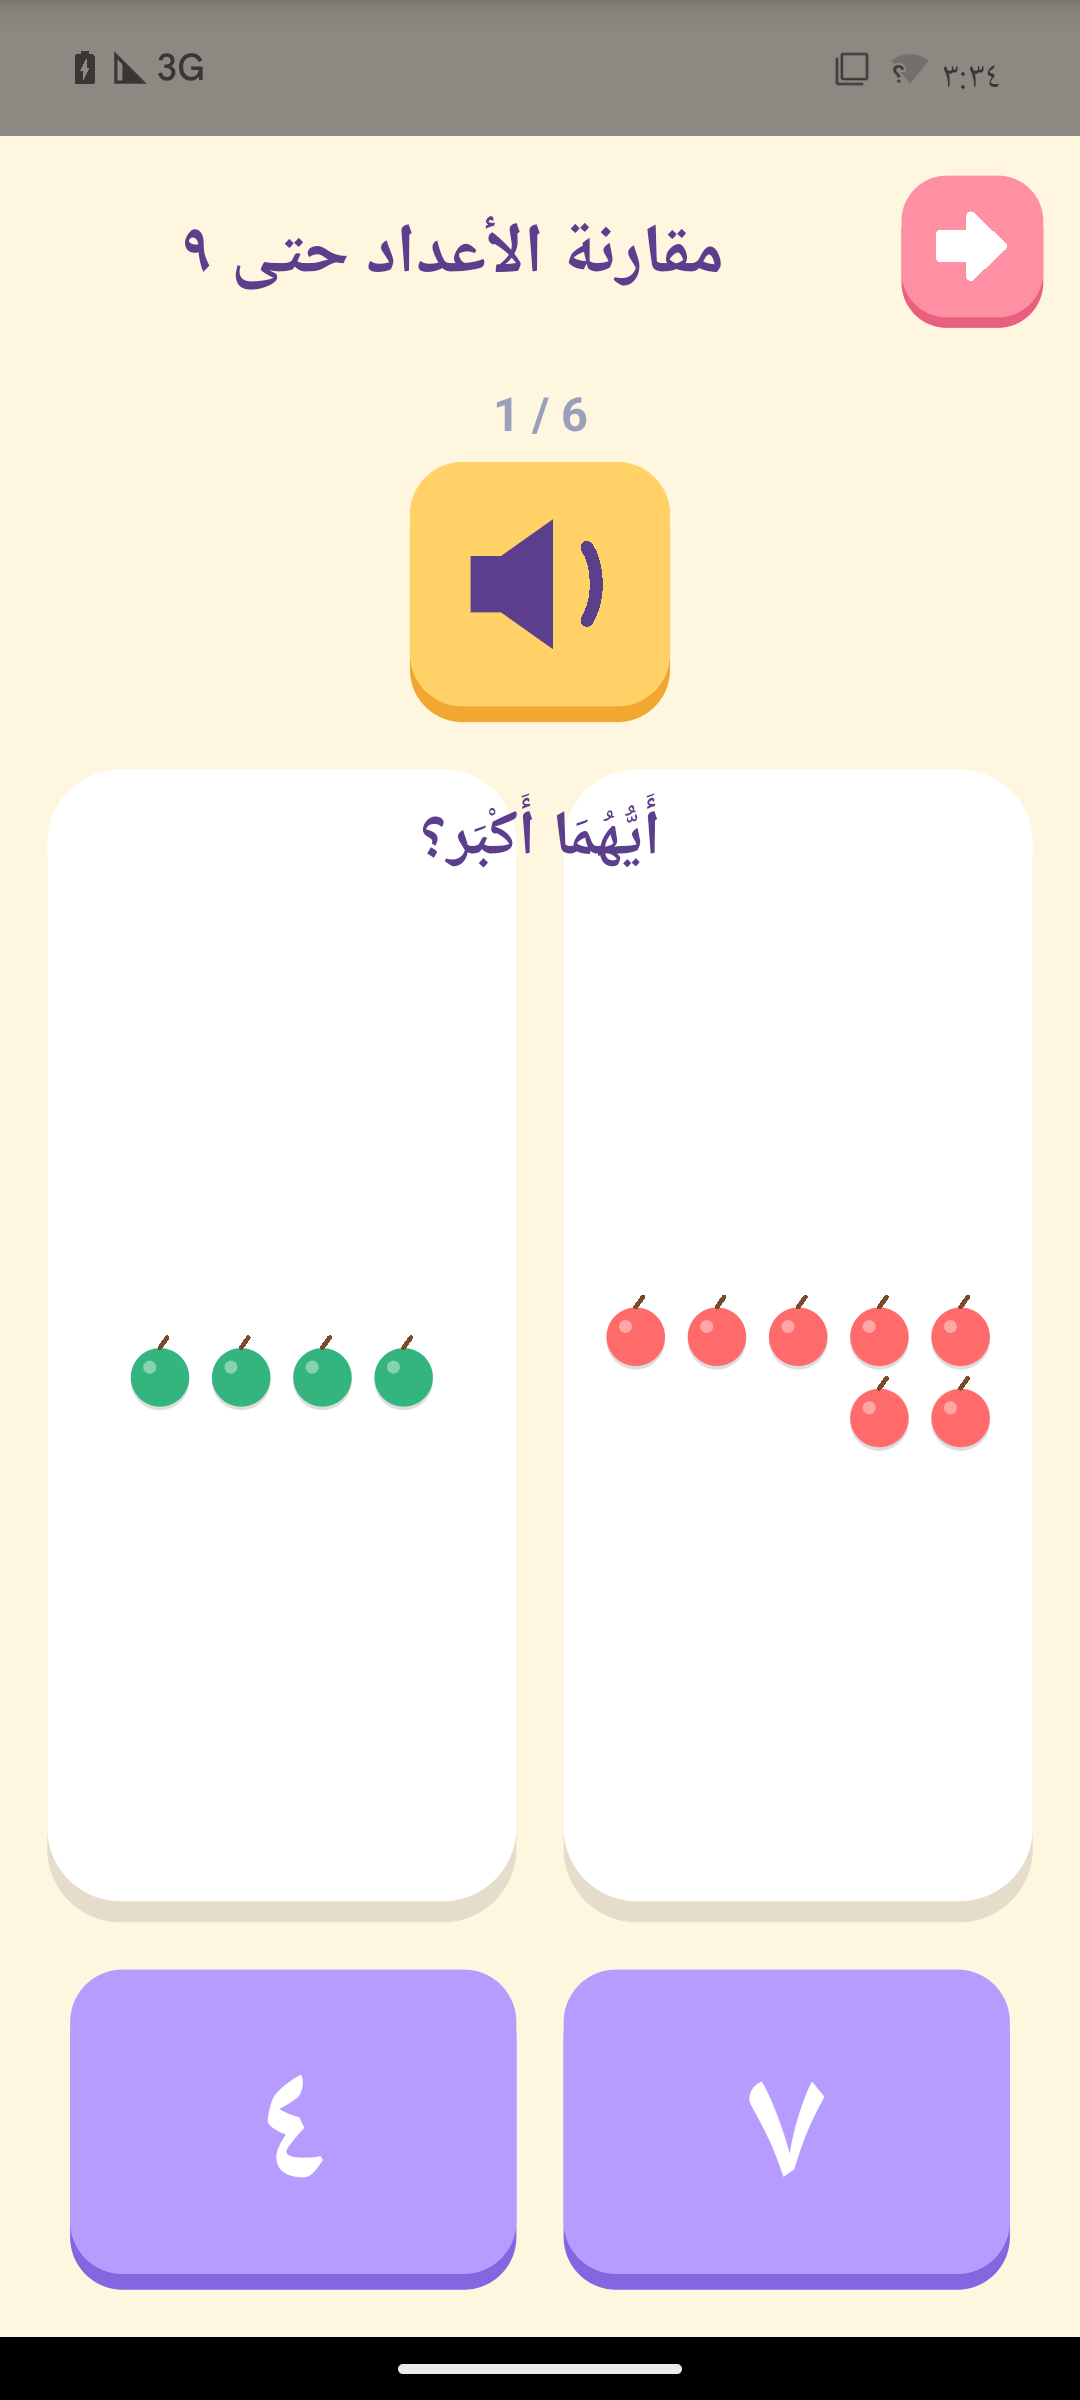 3G
٣:٣٤
مقارنة الأعداد حتى ٩
1 / 6
أَيُّهُمَا أَكْبَر؟
٧
٤